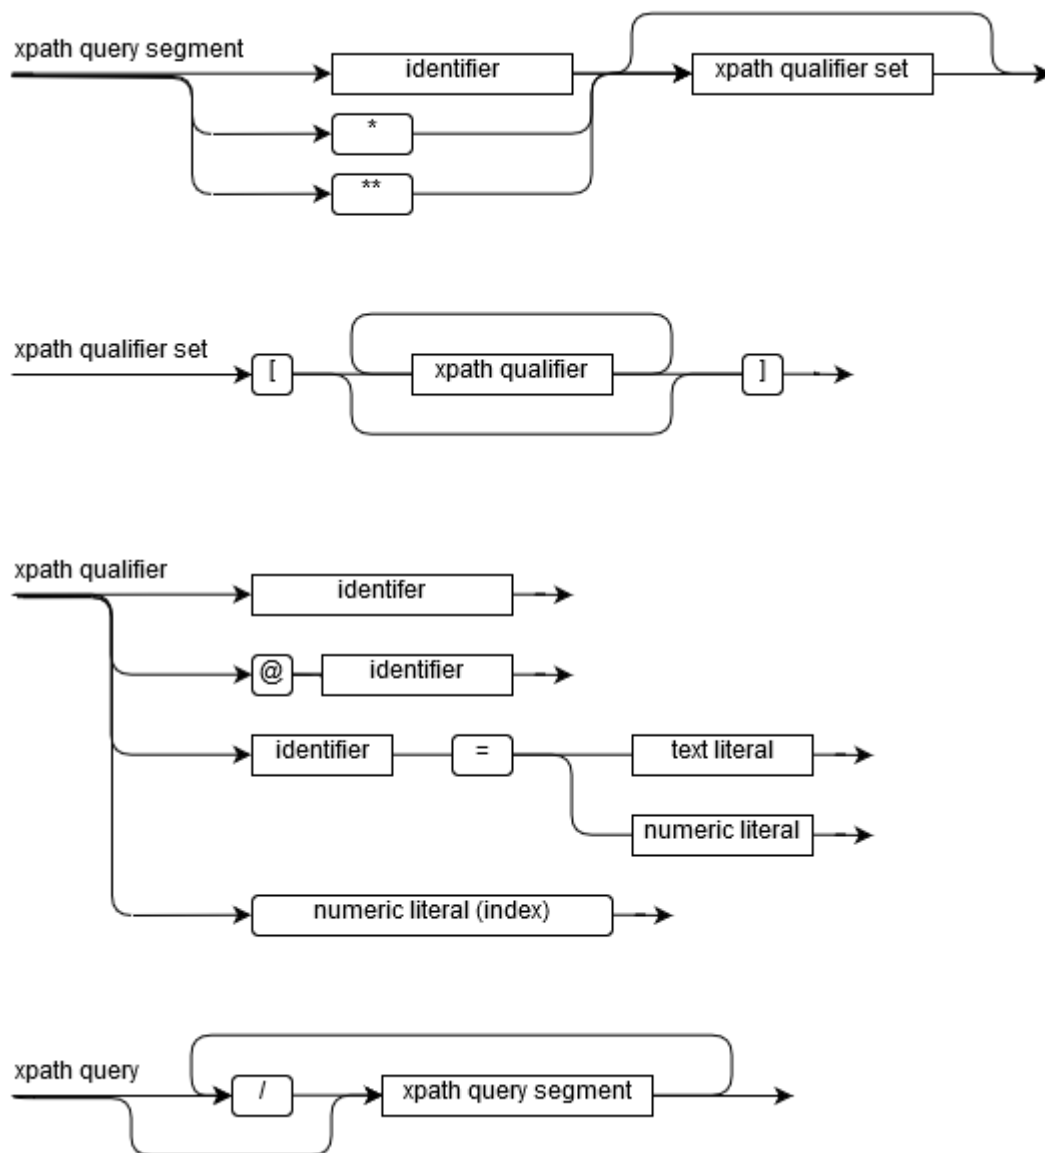 xpath query segment
identifier
xpath qualifier set
*
**
xpath qualifier set
[
xpath qualifier
]
xpath qualifier
identifer
@
identifier
identifier
=
text literal
numeric literal
numeric literal (index)
xpath query
/
xpath query segment